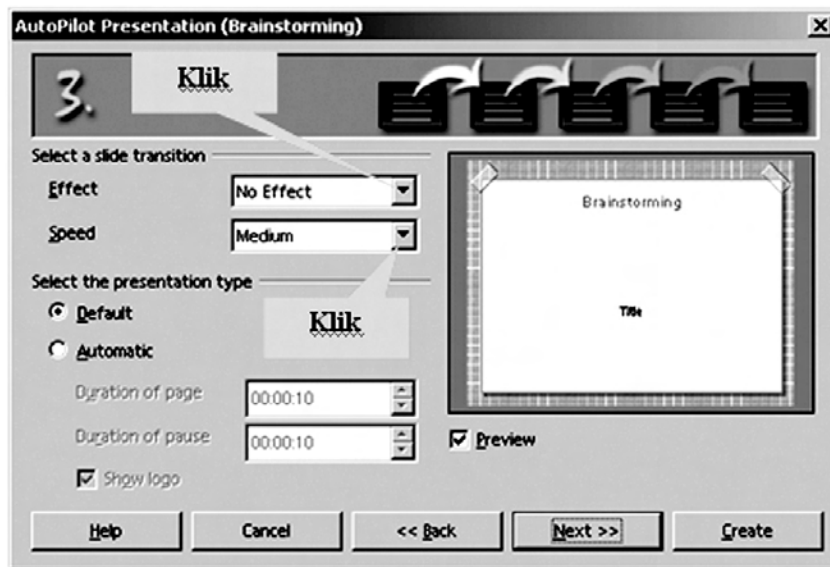 AutoPilot Presentation (Brainstorming)
3.
Klik
Select a slide transition
Effect No Effect
Speed Medium
Select the presentation type
Default
Klik
Automatic
Duration of page 00:00:10
Duration of pause 00:00:10
Show logo
Brainstorming
Title
Preview
Help Cancel << Back Next >> Create